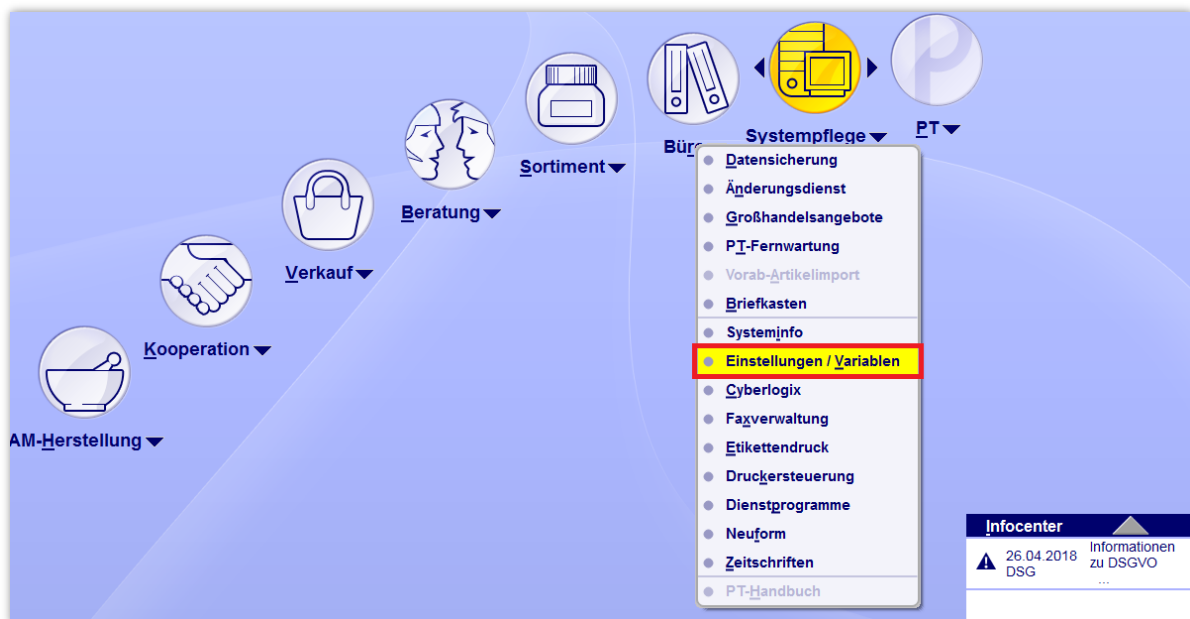 PT
Systempflege
Bür
Sortiment
Beratung
Verkauf
Kooperation
AM-Herstellung
Datensicherung
Änderungsdienst
Großhandelsangebote
PT-Fernwartung
Vorab-Artikelimport
Briefkasten
Systeminfo
Einstellungen / Variablen
Cyberlogix
Faxverwaltung
Etikettendruck
Druckersteuerung
Dienstprogramme
Neuform
Zeitschriften
PT-Handbuch
Infocenter
26.04.2018 Informationen
DSG zu DSGVO
...